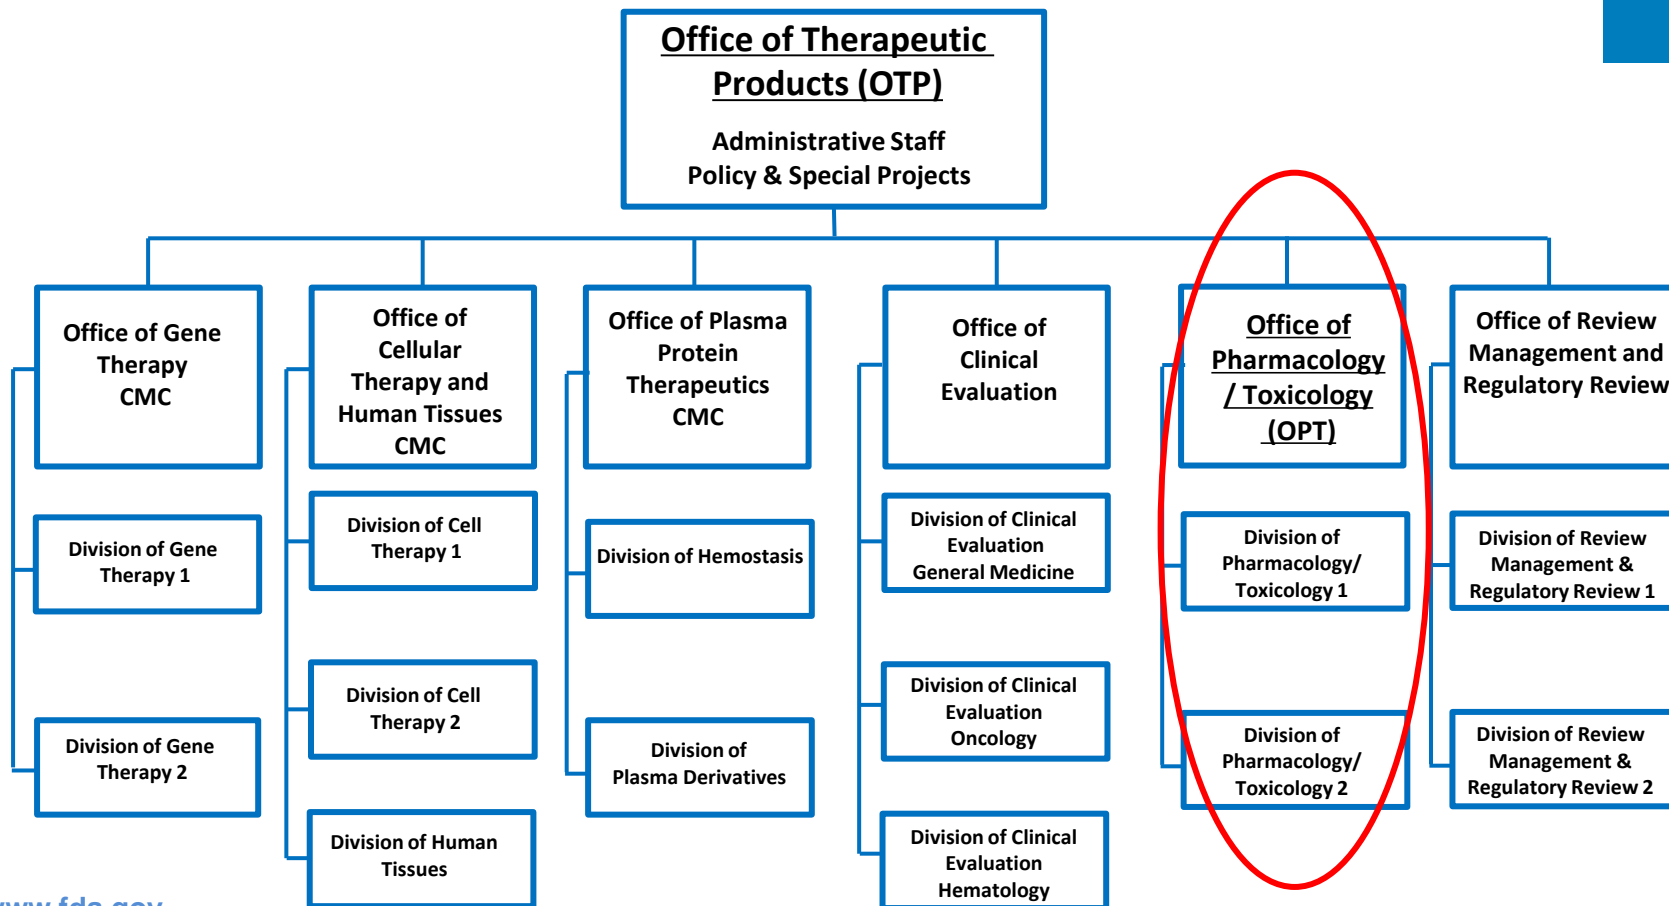 Office of Therapeutic
Products (OTP)
Administrative Staff
Policy & Special Projects
Office of Gene
Therapy
CMC
Division of Gene
Therapy 1
Division of Gene
Therapy 2
Office of
Cellular
Therapy and
Human Tissues
CMC
Division of Cell
Therapy 1
Division of Cell
Therapy 2
Division of Human
Tissues
Office of Plasma
Protein
Therapeutics
CMC
Division of Hemostasis
Division of
Plasma Derivatives
Office of
Clinical
Evaluation
Division of Clinical
Evaluation
General Medicine
Division of Clinical
Evaluation
Oncology
Division of Clinical
Evaluation
Hematology
Office of
Pharmacology
/ Toxicology
(OPT)
Division of
Pharmacology/
Toxicology 1
Division of
Pharmacology/
Toxicology 2
Office of Review
Management and
Regulatory Review
Division of Review
Management &
Regulatory Review 1
Division of Review
Management &
Regulatory Review 2